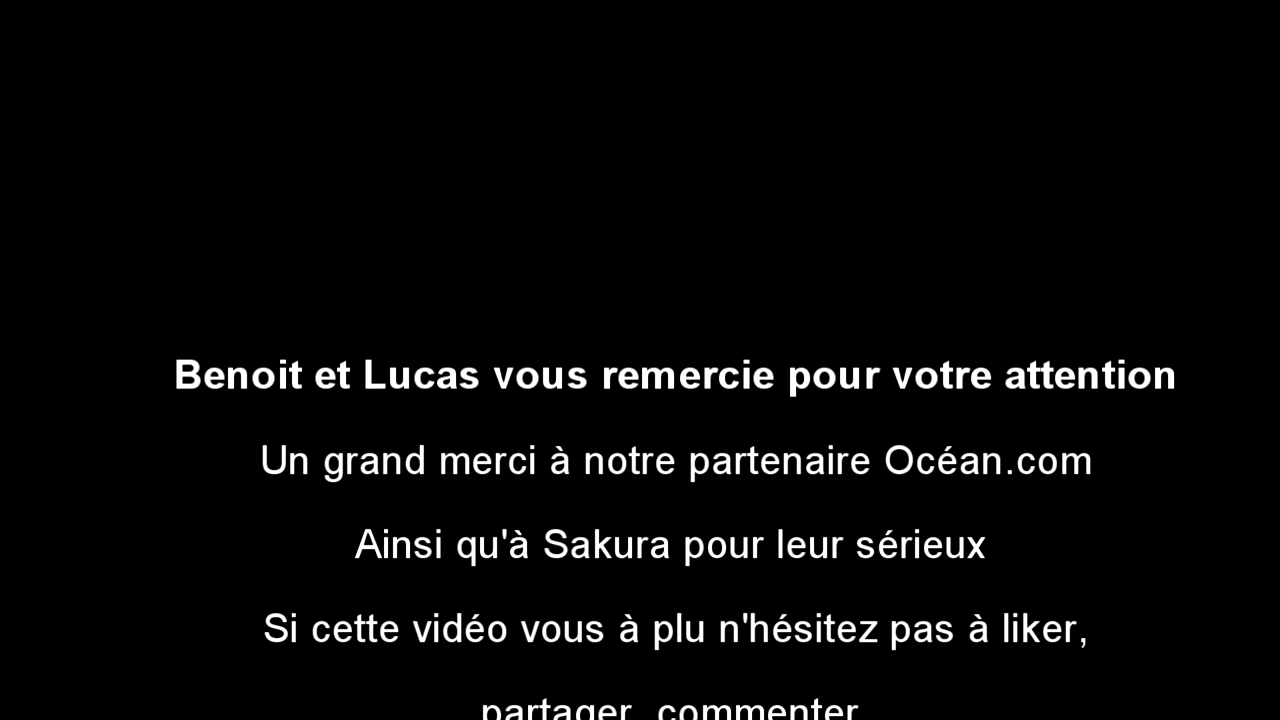 Benoit et Lucas vous remercie pour votre attention
Un grand merci à notre partenaire Océan.com
Ainsi qu'à Sakura pour leur sérieux
Si cette vidéo vous à plu n'hésitez pas à liker,
partager, commenter